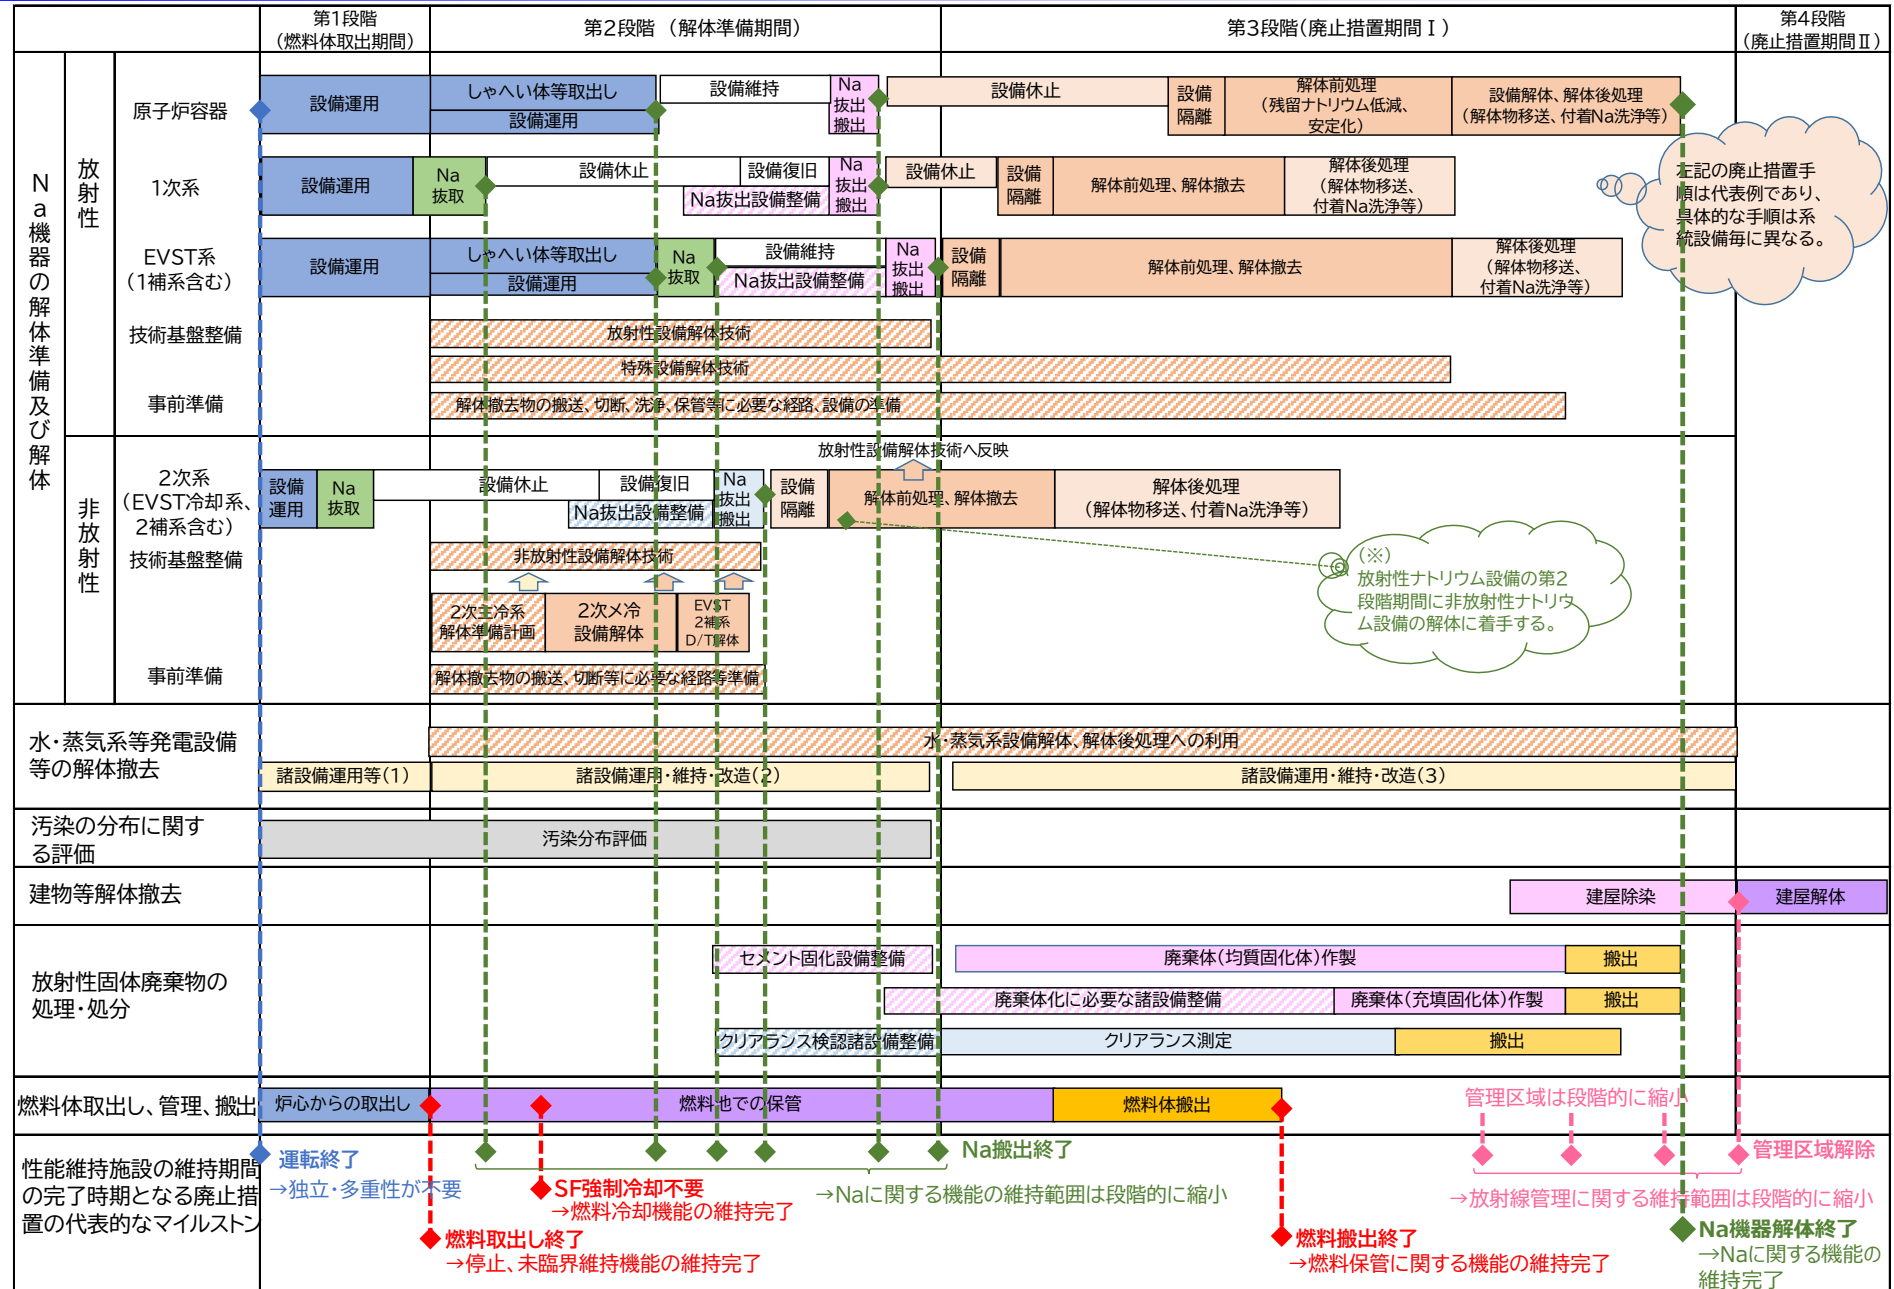 第1段階
(燃料体取出期間)
第2段階 (解体準備期間)
第3段階(廃止措置期間Ⅰ)
第4段階
(廃止措置期間Ⅱ)
Na機器の解体準備及び解体
放射性
原子炉容器
設備運用
しゃへい体等取出し
設備運用
設備維持
Na
抜出
搬出
設備休止
設備
隔離
解体前処理
(残留ナトリウム低減、
安定化)
設備解体、解体後処理
(解体物移送、付着Na洗浄等)
1次系
設備運用
Na
抜取
設備休止
設備復旧
Na抜出設備整備
Na
抜出
搬出
設備休止
設備
隔離
解体前処理、解体撤去
解体後処理
(解体物移送、
付着Na洗浄等)
左記の廃止措置手
順は代表例であり、
具体的な手順は系
統設備毎に異なる。
EVST系
(1補系含む)
設備運用
しゃへい体等取出し
設備運用
Na
抜取
設備維持
Na抜出設備整備
Na
抜出
搬出
設備
隔離
解体前処理、解体撤去
解体後処理
(解体物移送、
付着Na洗浄等)
技術基盤整備
放射性設備解体技術
特殊設備解体技術
事前準備
解体撤去物の搬送、切断、洗浄、保管等に必要な経路、設備の準備
非放射性
放射性設備解体技術へ反映
2次系
(EVST冷却系、
2補系含む)
設備
運用
Na
抜取
設備休止
設備復旧
Na抜出設備整備
Na
抜出
搬出
設備
隔離
解体前処理、解体撤去
解体後処理
(解体物移送、付着Na洗浄等)
(※)
放射性ナトリウム設備の第2
段階期間に非放射性ナトリウ
ム設備の解体に着手する。
技術基盤整備
非放射性設備解体技術
2次主冷系
解体準備計画
2次メ冷
設備解体
EVST
2補系
D/T解体
事前準備
解体撤去物の搬送、切断等に必要な経路等準備
水・蒸気系等発電設備
等の解体撤去
水・蒸気系設備解体、解体後処理への利用
諸設備運用等(1)
諸設備運用・維持・改造(2)
諸設備運用・維持・改造(3)
汚染の分布に関す
る評価
汚染分布評価
建物等解体撤去
建屋除染
建屋解体
放射性固体廃棄物の
処理・処分
セメント固化設備整備
廃棄体(均質固化体)作製
搬出
廃棄体化に必要な諸設備整備
廃棄体(充填固化体)作製
搬出
クリアランス検認諸設備整備
クリアランス測定
搬出
燃料体取出し、管理、搬出
炉心からの取出し
燃料池での保管
燃料体搬出
管理区域は段階的に縮小
性能維持施設の維持期間
の完了時期となる廃止措
置の代表的なマイルストン
運転終了
→独立・多重性が不要
SF強制冷却不要
→燃料冷却機能の維持完了
燃料取出し終了
→停止、未臨界維持機能の維持完了
Na搬出終了
→Naに関する機能の維持範囲は段階的に縮小
燃料搬出終了
→燃料保管に関する機能の維持完了
管理区域解除
→放射線管理に関する維持範囲は段階的に縮小
Na機器解体終了
→Naに関する機能の
維持完了